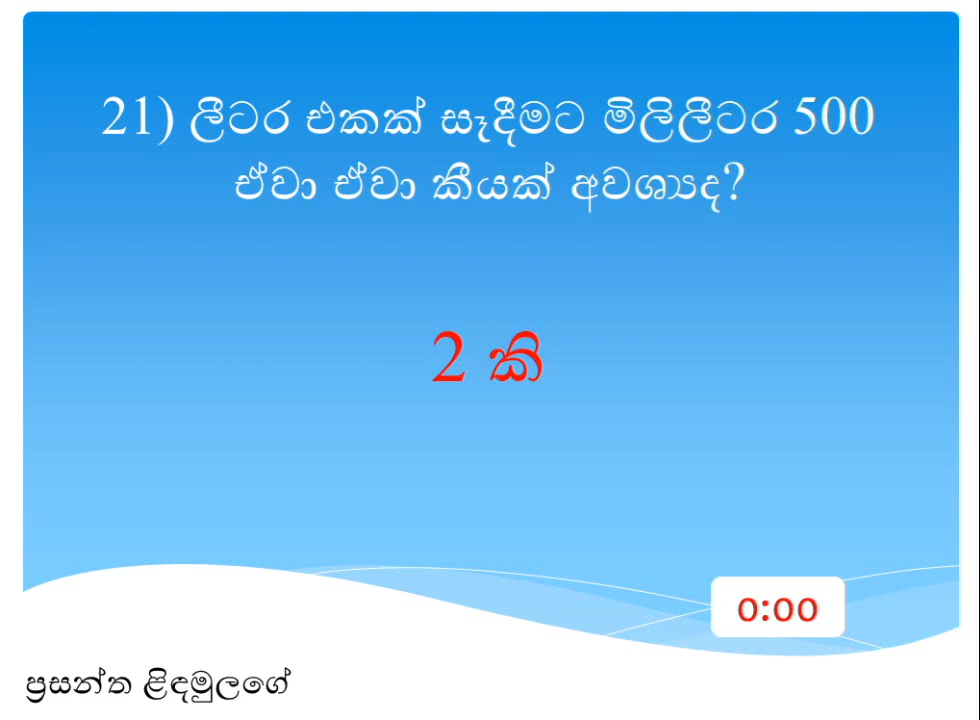 21) ලීටර එකක් සෑදීමට මිලිලීටර 500
ඒවා ඒවා කීයක් අවශ්‍යද?
2 කි
0:00
ප්‍රසන්ත ළිඳමුලගේ